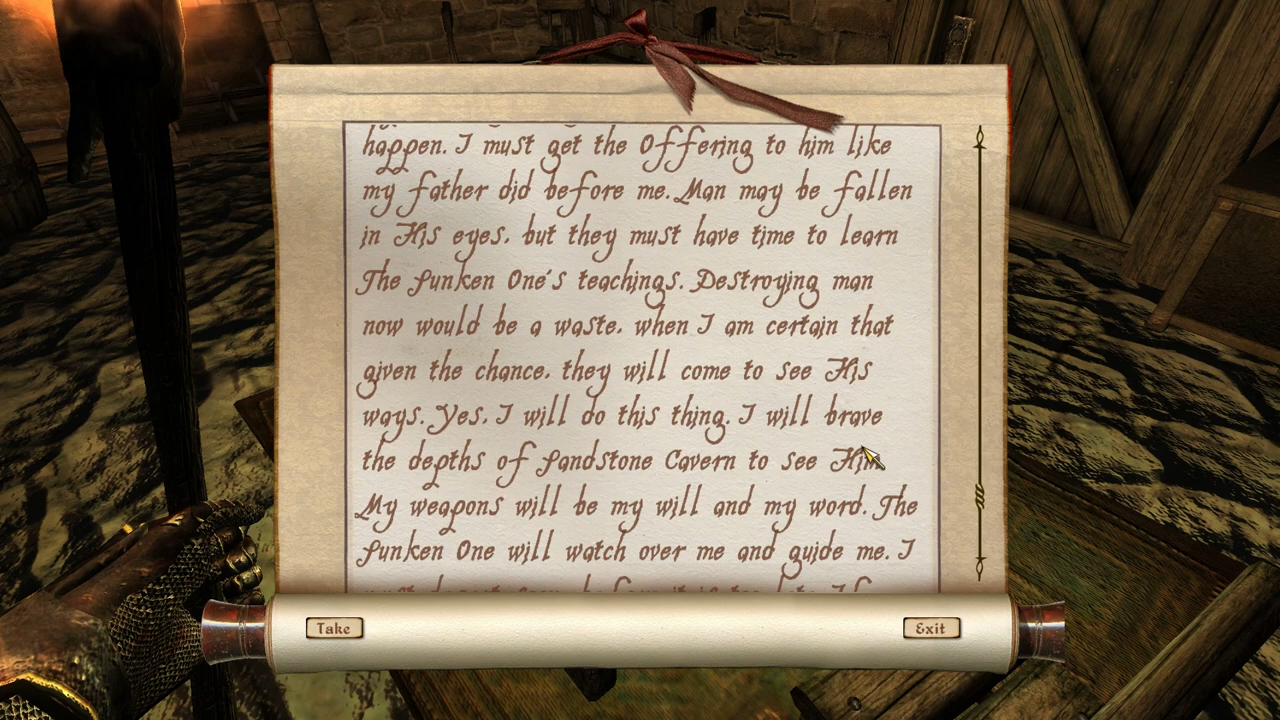 happen. I must get the Offering to him like
my father did before me. Man may be fallen
in His eyes, but they must have time to learn
The Sunken One's teachings. Destroying man
now would be a waste, when I am certain that
given the chance, they will come to see His
ways. Yes, I will do this thing. I will brave
the depths of Sandstone Cavern to see Him.
My weapons will be my will and my word. The
Sunken One will watch over me and guide me. I
Take
Exit